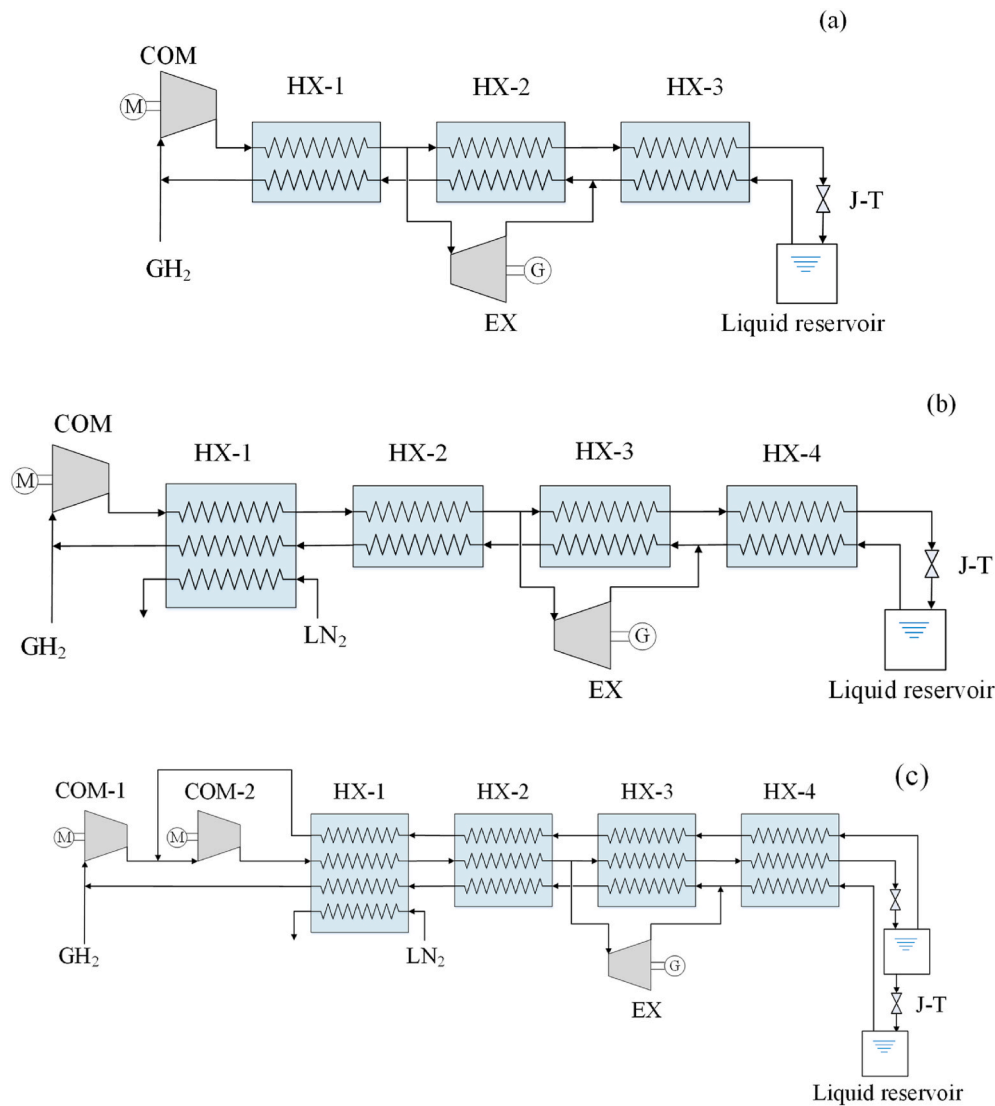 (a)
COM
HX-1
HX-2
HX-3
M
J-T
GH₂
G
EX
Liquid reservoir
(b)
COM
HX-1
HX-2
HX-3
HX-4
M
J-T
GH₂
LN₂
G
EX
Liquid reservoir
(c)
COM-1
COM-2
HX-1
HX-2
HX-3
HX-4
M
M
GH₂
LN₂
G
EX
J-T
Liquid reservoir